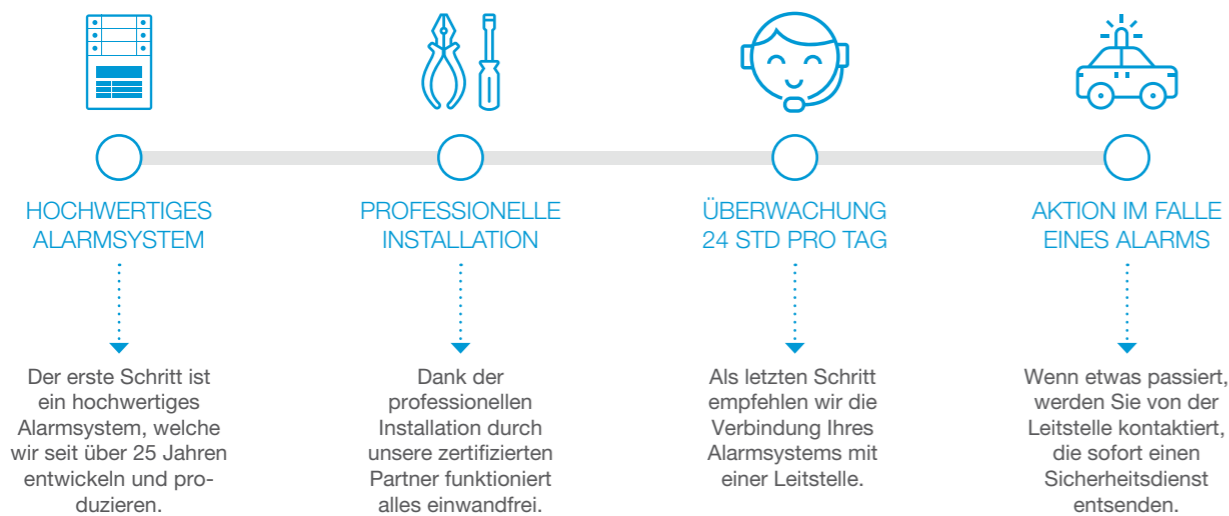 HOCHWERTIGES
ALARMSYSTEM
Der erste Schritt ist
ein hochwertiges
Alarmsystem, welche
wir seit über 25 Jahren
entwickeln und pro-
duzieren.
PROFESSIONELLE
INSTALLATION
Dank der
professionellen
Installation durch
unsere zertifizierten
Partner funktioniert
alles einwandfrei.
ÜBERWACHUNG
24 STD PRO TAG
Als letzten Schritt
empfehlen wir die
Verbindung Ihres
Alarmsystems mit
einer Leitstelle.
AKTION IM FALLE
EINES ALARMS
Wenn etwas passiert,
werden Sie von der
Leitstelle kontaktiert,
die sofort einen
Sicherheitsdienst
entsenden.